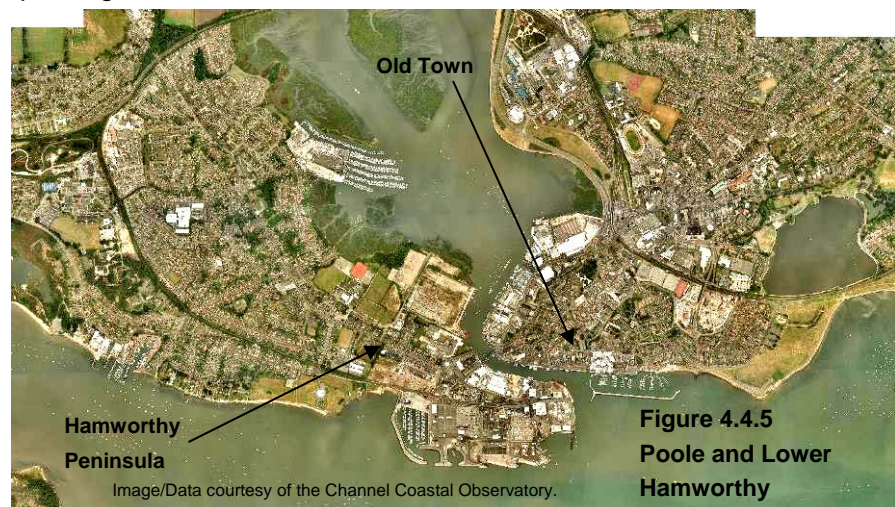 Old Town
Hamworthy
Peninsula
Figure 4.4.5
Poole and Lower
Hamworthy
Image/Data courtesy of the Channel Coastal Observatory.